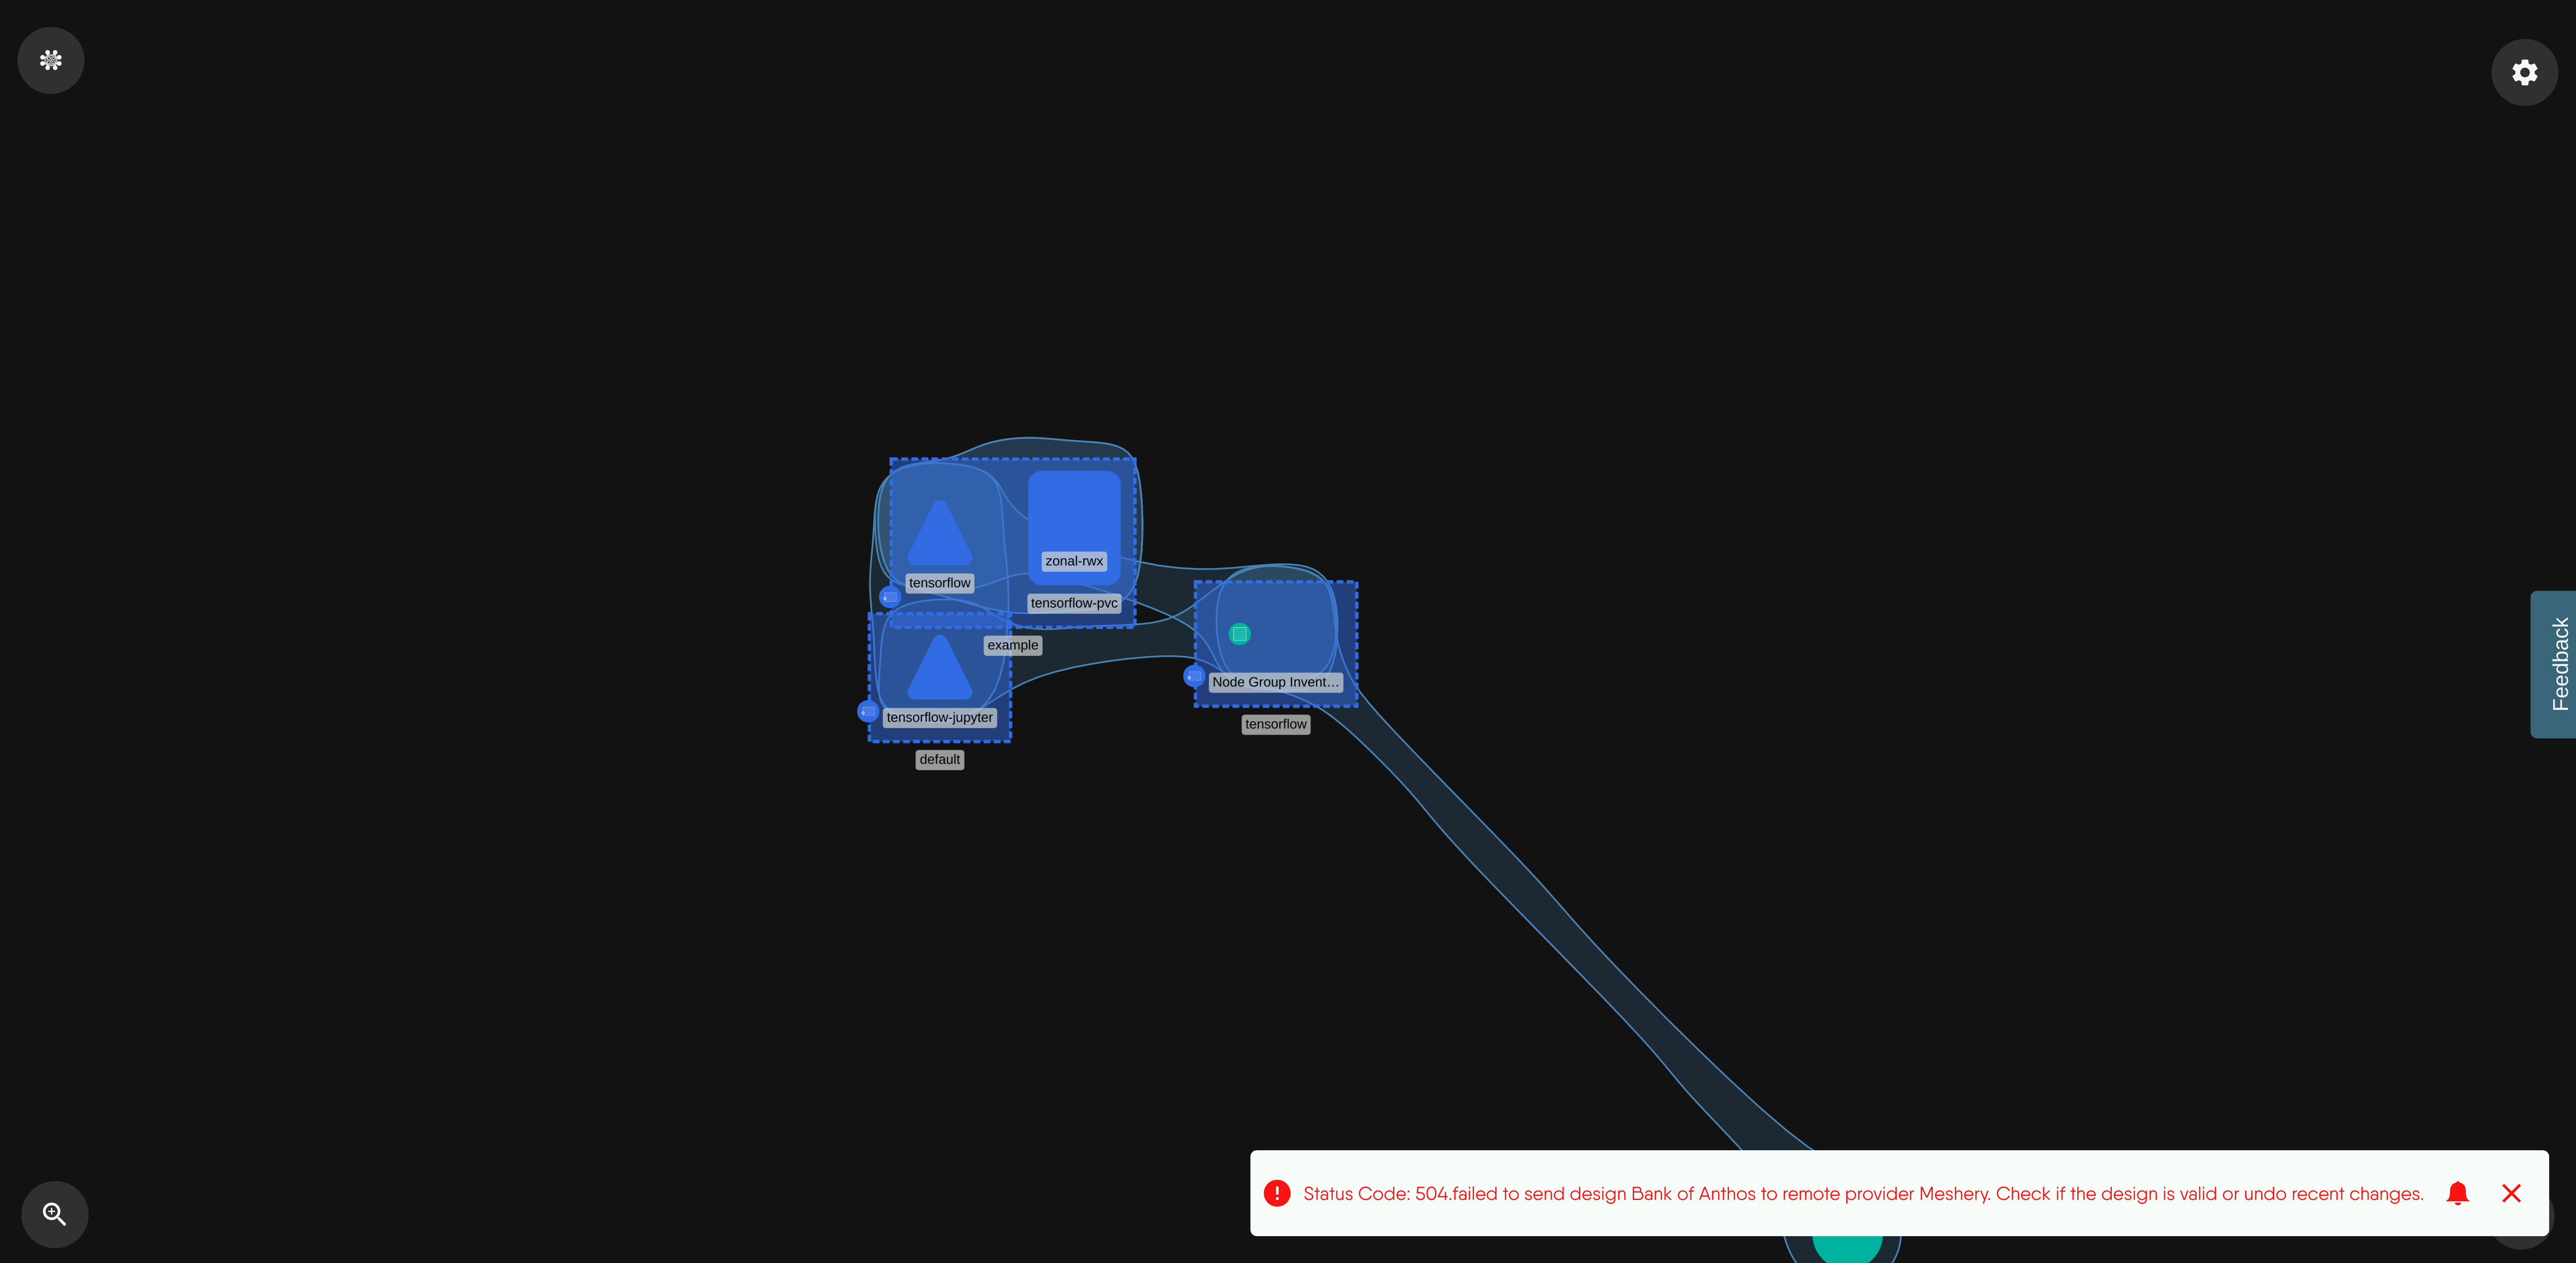 zonal-rwx
tensorflow
tensorflow-pvc
example
Node Group Invent...
tensorflow-jupyter
tensorflow
default
Feedback
Status Code: 504.failed to send design Bank of Anthos to remote provider Meshery. Check if the design is valid or undo recent changes.